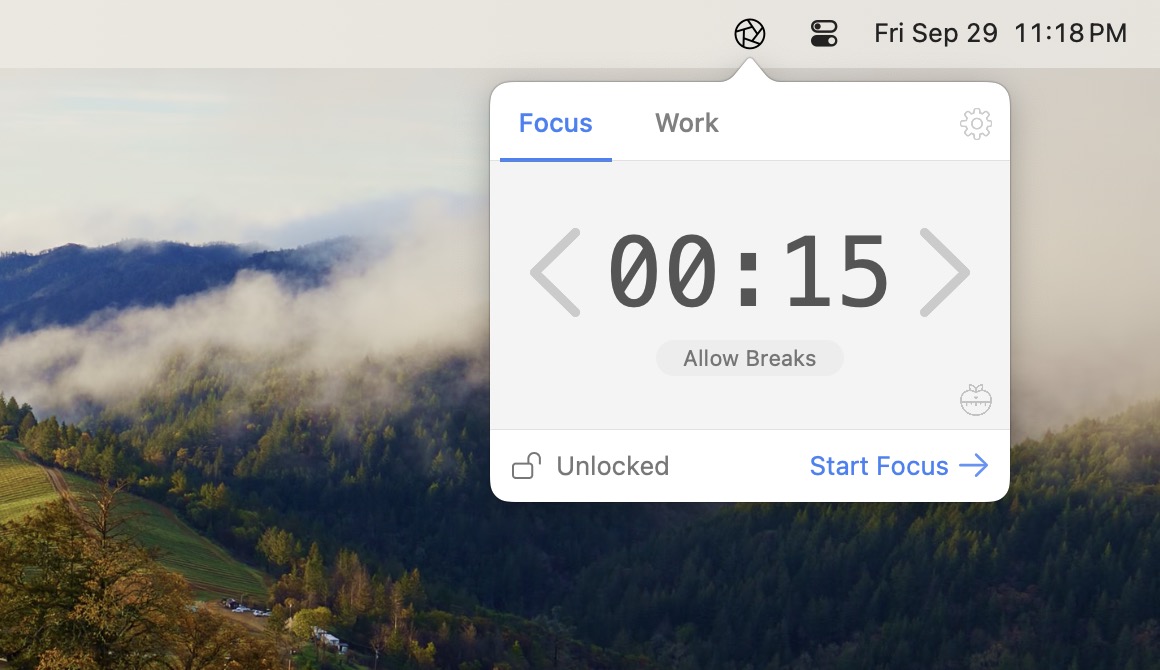 Fri Sep 29 11:18 PM
Focus Work
00:15
Allow Breaks
Unlocked Start Focus